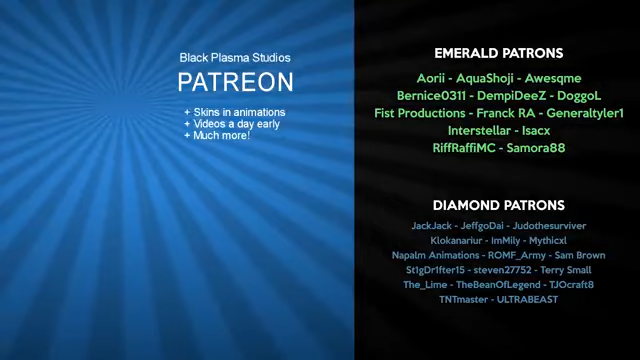 Black Plasma Studios
PATREON
+ Skins in animations
+ Videos a day early
+ Much more!
EMERALD PATRONS
Aorii - AquaShoji - Awesqme
Bernice0311 - DempiDeeZ - DoggoL
Fist Productions - Franck RA - Generaltyler1
Interstellar - Isacx
RiffRaffiMC - Samora88
DIAMOND PATRONS
JackJack - JeffgoDai - Judothesurviver
Klokanariur - ImMily - Mythicxl
Napalm Animations - ROMF_Army - Sam Brown
St1gDr1fter15 - steven27752 - Terry Small
The_Lime - TheBeanOfLegend - TJOcraft8
TNTmaster - ULTRABEAST